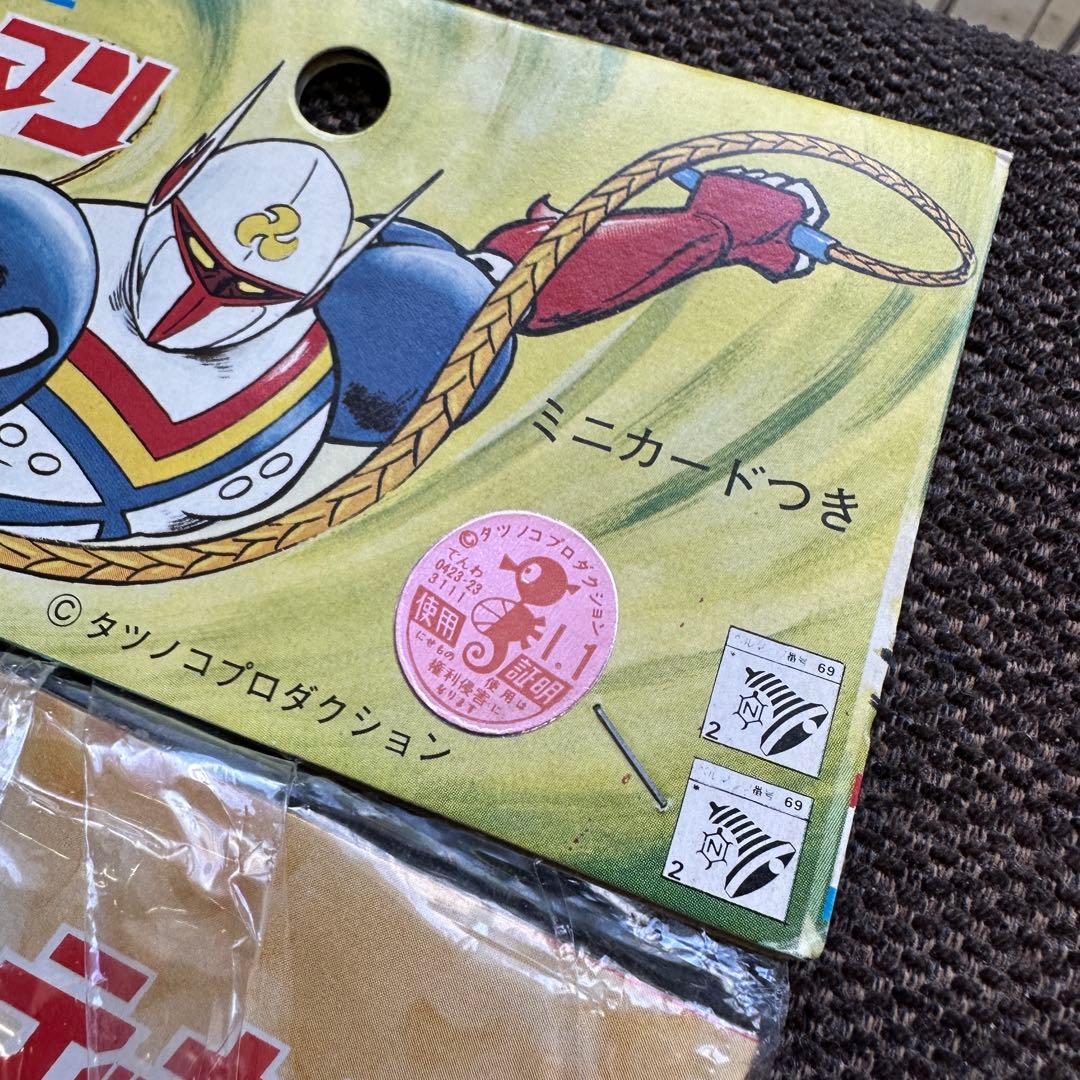 マン
ミニカードつき
©タツノコプロダクション
©タツノコプロダクション
でんわ
0423-23
3111
使用
1.1
証明
にせもの使用は
権利侵害に
なります
69
2
69
2
デ